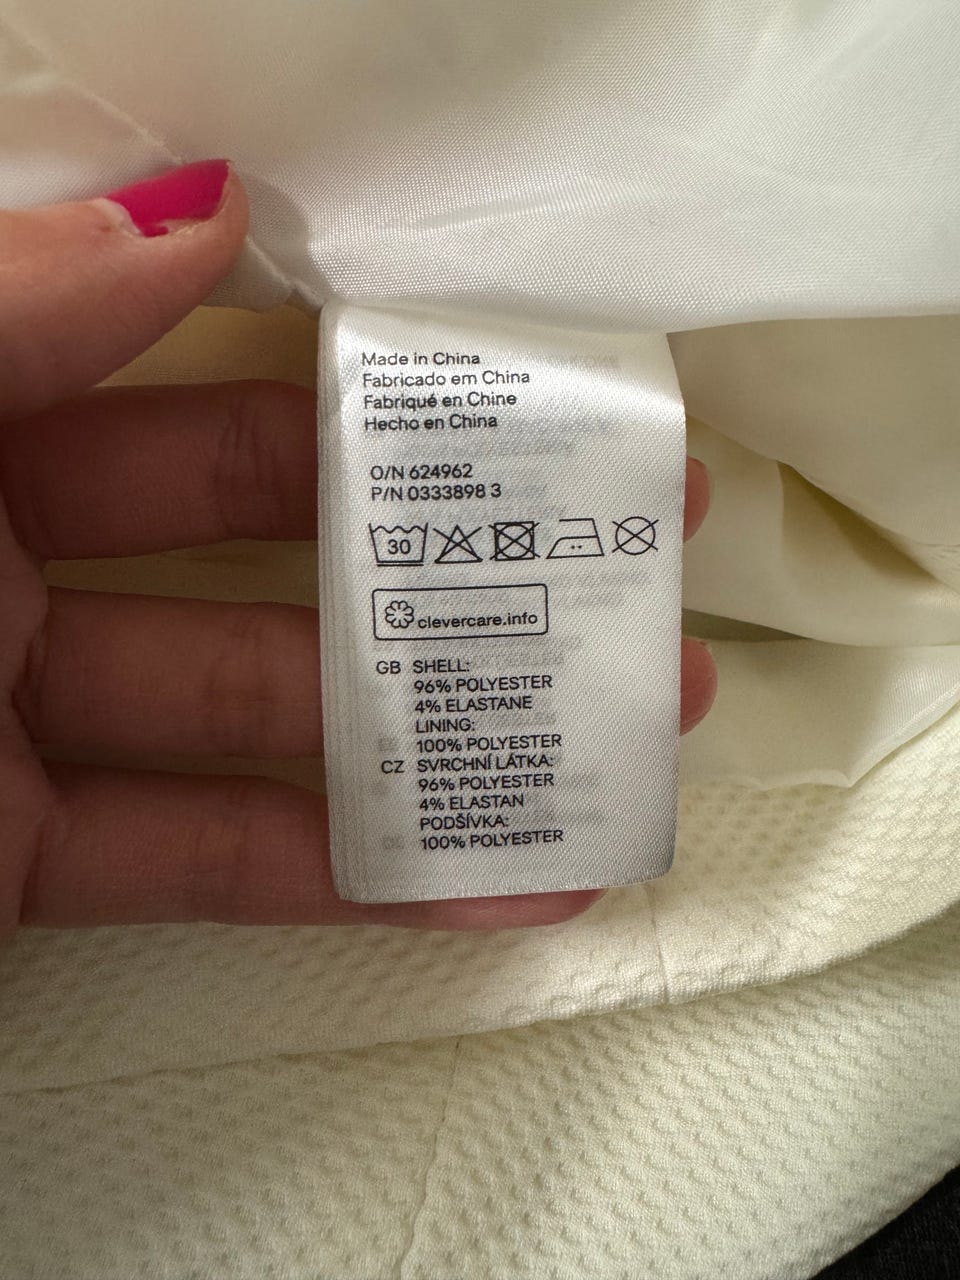 Made in China
Fabricado em China
Fabriqué en Chine
Hecho en China
O/N 624962
P/N 0333898 3
30
clevercare.info
GB SHELL:
96% POLYESTER
4% ELASTANE
LINING:
100% POLYESTER
CZ SVRCHNÍ LÁTKA:
96% POLYESTER
4% ELASTAN
PODŠÍVKA:
100% POLYESTER